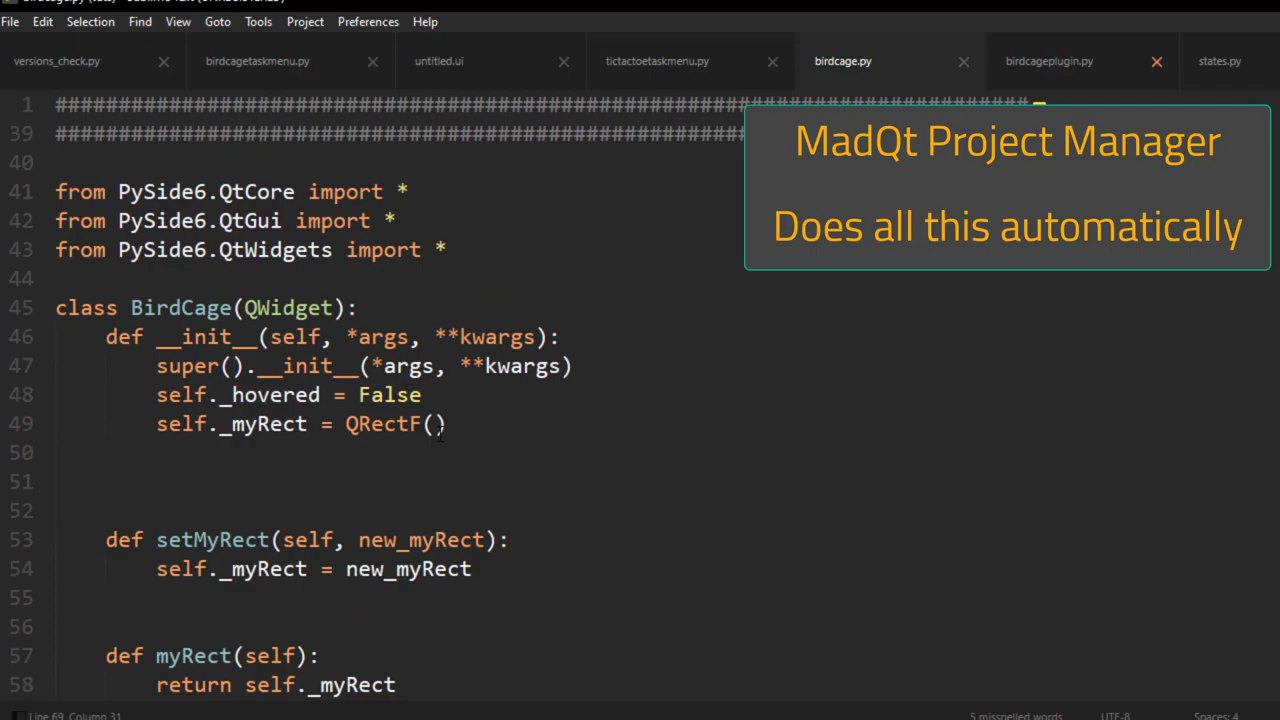 File Edit Selection Find View Goto Tools Project Preferences Help
versions_check.py birdcagetaskmenu.py untitled.ui tictactoetaskmenu.py birdcage.py birdcageplugin.py states.py
1 #############################################################################
39 #############################################################################
40
41 from PySide6.QtCore import *
42 from PySide6.QtGui import *
43 from PySide6.QtWidgets import *
44
45 class BirdCage(QWidget):
46 def __init__(self, *args, **kwargs):
47 super().__init__(*args, **kwargs)
48 self._hovered = False
49 self._myRect = QRectF()
50
51
52
53 def setMyRect(self, new_myRect):
54 self._myRect = new_myRect
55
56
57 def myRect(self):
58 return self._myRect
MadQt Project Manager
Does all this automatically
Line 69, Column 31 5 misspelled words UTF-8 Spaces: 4